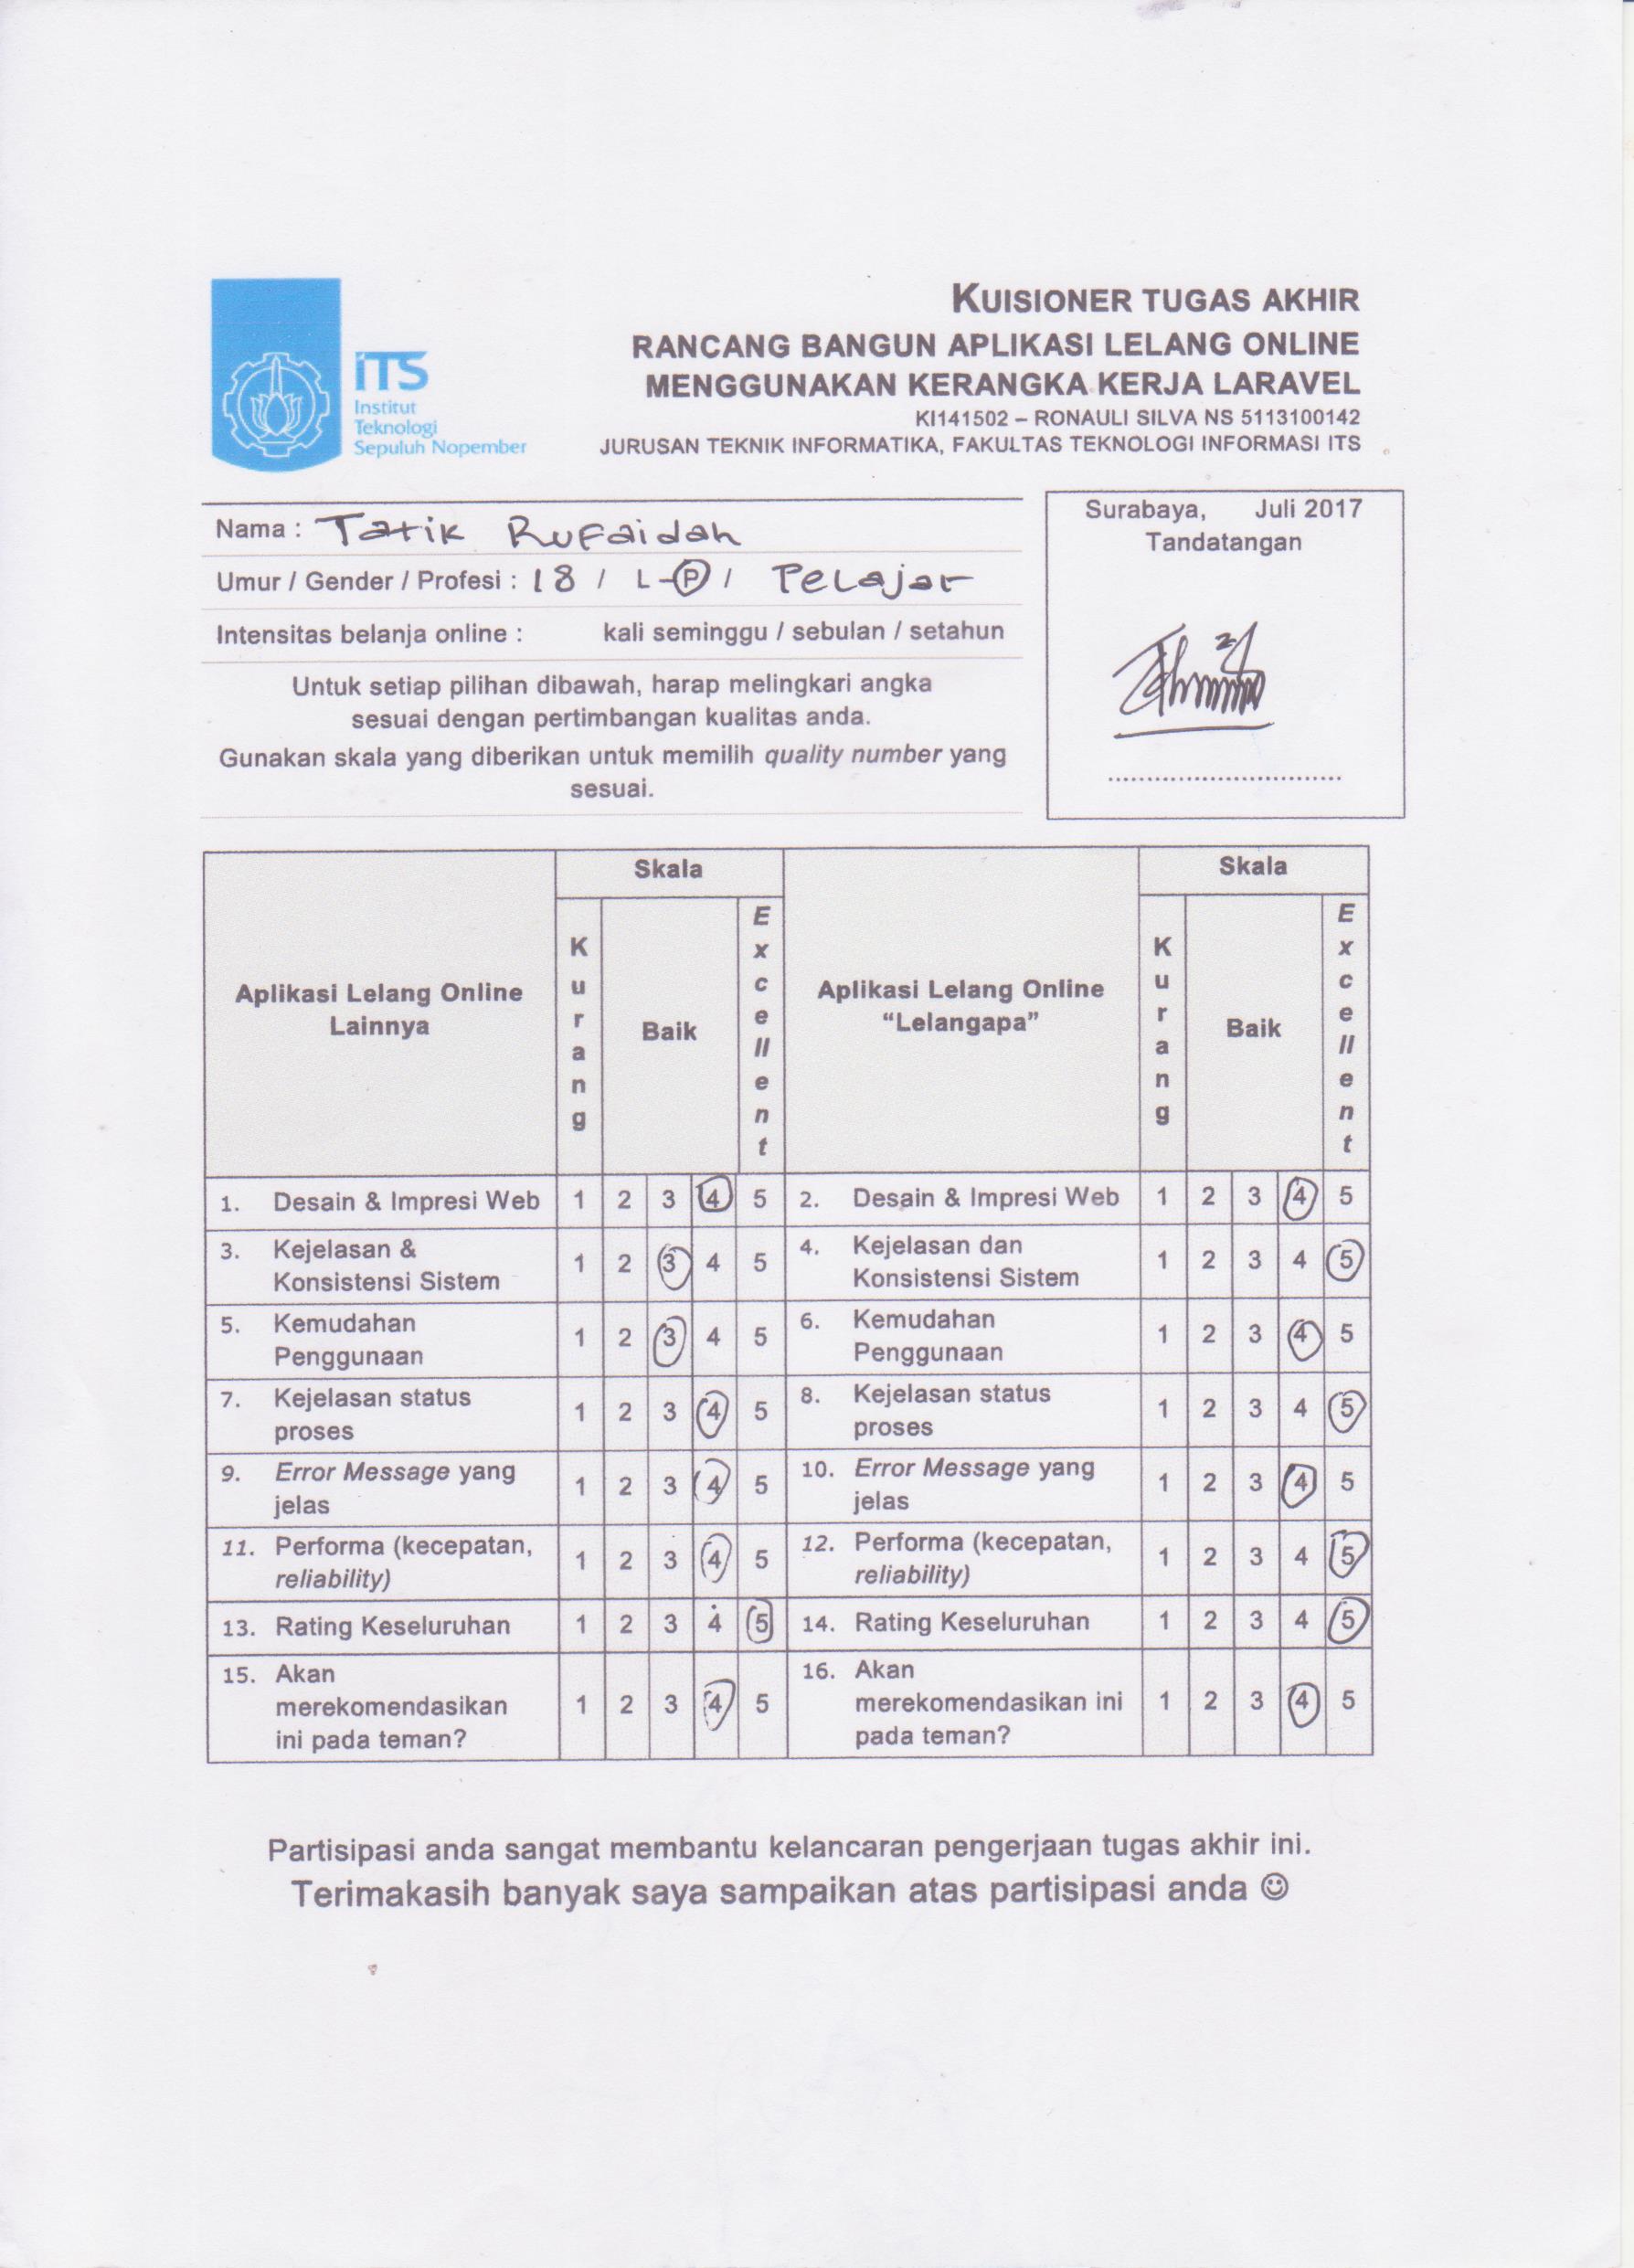 KUISIONER TUGAS AKHIR
RANCANG BANGUN APLIKASI LELANG ONLINE
MENGGUNAKAN KERANGKA KERJA LARAVEL
KI141502 – RONAULI SILVA NS 5113100142
JURUSAN TEKNIK INFORMATIKA, FAKULTAS TEKNOLOGI INFORMASI ITS
ITS
Institut
Teknologi
Sepuluh Nopember
Nama : Tatik Rufaidah
Umur / Gender / Profesi : 18 / L-P / Pelajar
Intensitas belanja online : kali seminggu / sebulan / setahun
Untuk setiap pilihan dibawah, harap melingkari angka
sesuai dengan pertimbangan kualitas anda.
Gunakan skala yang diberikan untuk memilih quality number yang
sesuai.
Surabaya, Juli 2017
Tandatangan
Aplikasi Lelang Online
Lainnya
Skala
Kurang
Baik
Excellent
Aplikasi Lelang Online
“Lelangapa”
Skala
Kurang
Baik
Excellent
1. Desain & Impresi Web 1 2 3 4 5 2. Desain & Impresi Web 1 2 3 4 5
3. Kejelasan &
Konsistensi Sistem 1 2 3 4 5
4. Kejelasan dan
Konsistensi Sistem 1 2 3 4 5
5. Kemudahan
Penggunaan 1 2 3 4 5
6. Kemudahan
Penggunaan 1 2 3 4 5
7. Kejelasan status
proses 1 2 3 4 5
8. Kejelasan status
proses 1 2 3 4 5
9. Error Message yang
jelas 1 2 3 4 5
10. Error Message yang
jelas 1 2 3 4 5
11. Performa (kecepatan,
reliability) 1 2 3 4 5
12. Performa (kecepatan,
reliability) 1 2 3 4 5
13. Rating Keseluruhan 1 2 3 4 5 14. Rating Keseluruhan 1 2 3 4 5
15. Akan
merekomendasikan 1 2 3 4 5
ini pada teman?
16. Akan
merekomendasikan ini 1 2 3 4 5
pada teman?
Partisipasi anda sangat membantu kelancaran pengerjaan tugas akhir ini.
Terimakasih banyak saya sampaikan atas partisipasi anda ☺